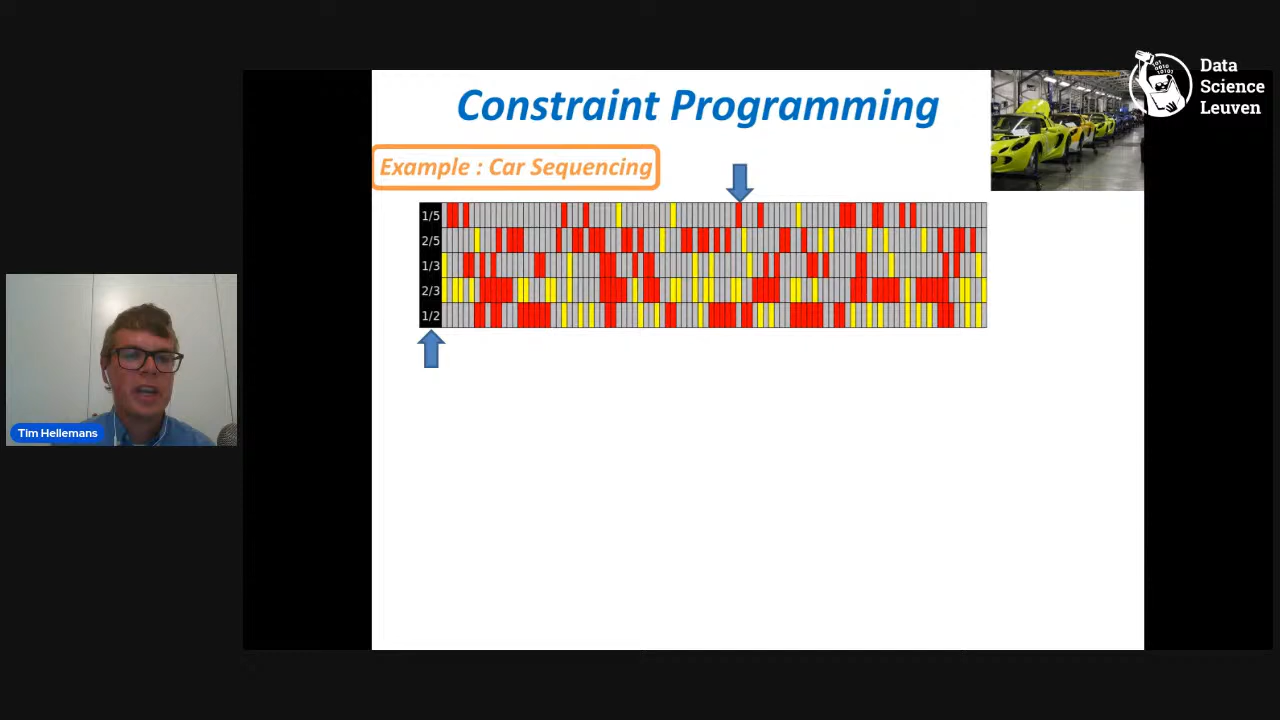 Data
Science
Leuven
Constraint Programming
Example : Car Sequencing
1/5
2/5
1/3
2/3
1/2
Tim Hellemans